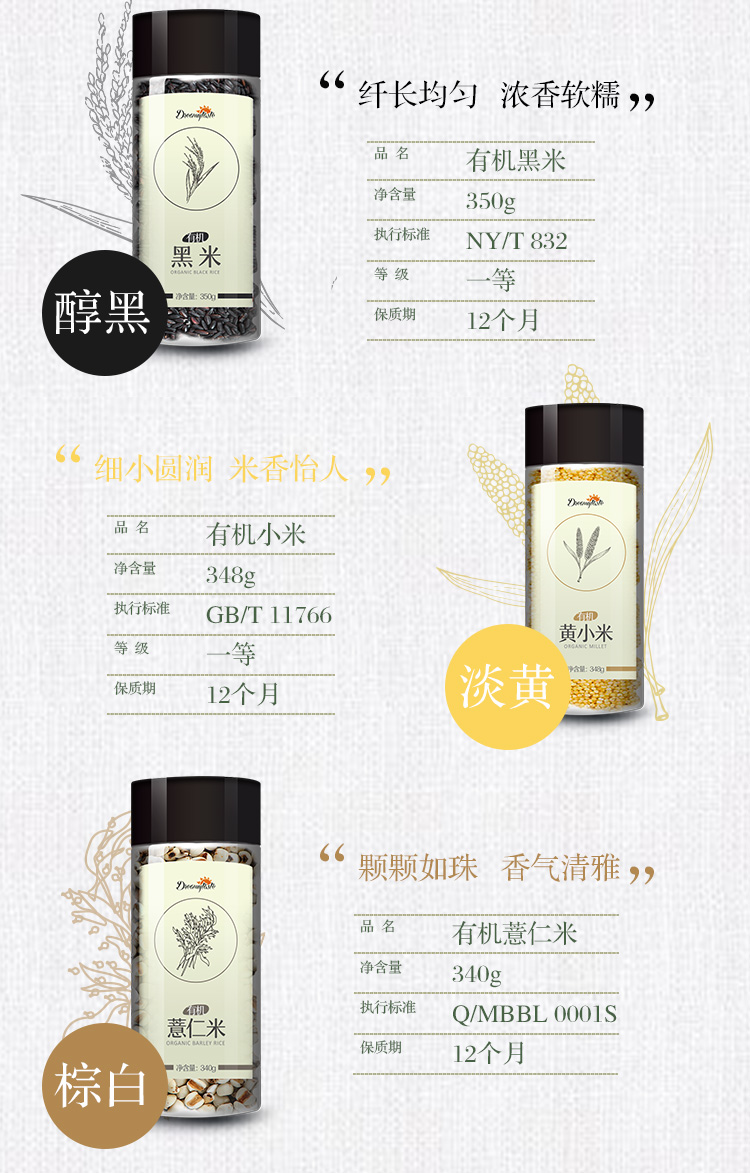 “ 纤长均匀 浓香软糯 ”
品 名 有机黑米
净含量 350g
执行标准 NY/T 832
等 级 一等
保质期 12个月
有机
黑米
ORGANIC BLACK RICE
净含量: 350g
醇黑
“ 细小圆润 米香怡人 ”
品 名 有机小米
净含量 348g
执行标准 GB/T 11766
等 级 一等
保质期 12个月
有机
黄小米
ORGANIC MILLET
净含量: 348g
淡黄
“ 颗颗如珠 香气清雅 ”
品 名 有机薏仁米
净含量 340g
执行标准 Q/MBBL 0001S
保质期 12个月
有机
薏仁米
ORGANIC BARLEY RICE
净含量: 340g
棕白